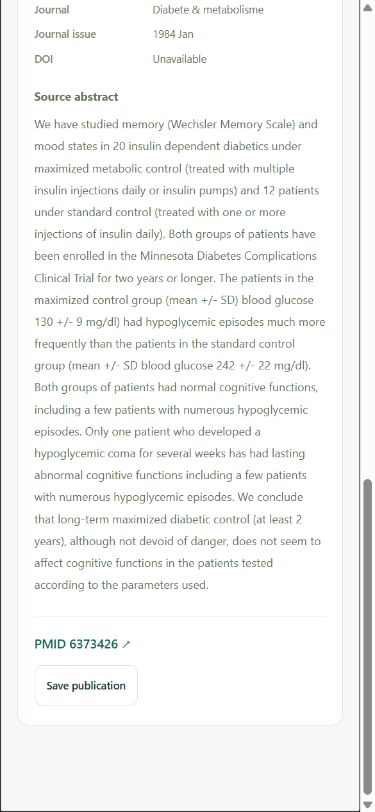 Journal Diabete & metabolisme
Journal issue 1984 Jan
DOI Unavailable
Source abstract
We have studied memory (Wechsler Memory Scale) and
mood states in 20 insulin dependent diabetics under
maximized metabolic control (treated with multiple
insulin injections daily or insulin pumps) and 12 patients
under standard control (treated with one or more
injections of insulin daily). Both groups of patients have
been enrolled in the Minnesota Diabetes Complications
Clinical Trial for two years or longer. The patients in the
maximized control group (mean +/- SD) blood glucose
130 +/- 9 mg/dl) had hypoglycemic episodes much more
frequently than the patients in the standard control
group (mean +/- SD blood glucose 242 +/- 22 mg/dl).
Both groups of patients had normal cognitive functions,
including a few patients with numerous hypoglycemic
episodes. Only one patient who developed a
hypoglycemic coma for several weeks has had lasting
abnormal cognitive functions including a few patients
with numerous hypoglycemic episodes. We conclude
that long-term maximized diabetic control (at least 2
years), although not devoid of danger, does not seem to
affect cognitive functions in the patients tested
according to the parameters used.
PMID 6373426 ↗
Save publication